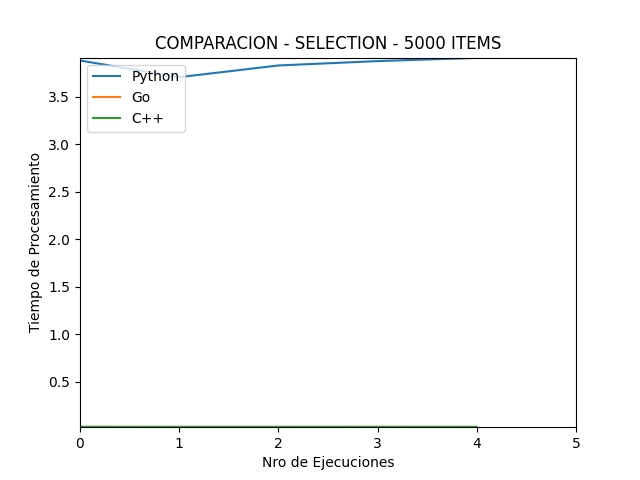 COMPARACION - SELECTION - 5000 ITEMS
Python
Go
C++
Tiempo de Procesamiento
3.5
3.0
2.5
2.0
1.5
1.0
0.5
0 1 2 3 4 5
Nro de Ejecuciones